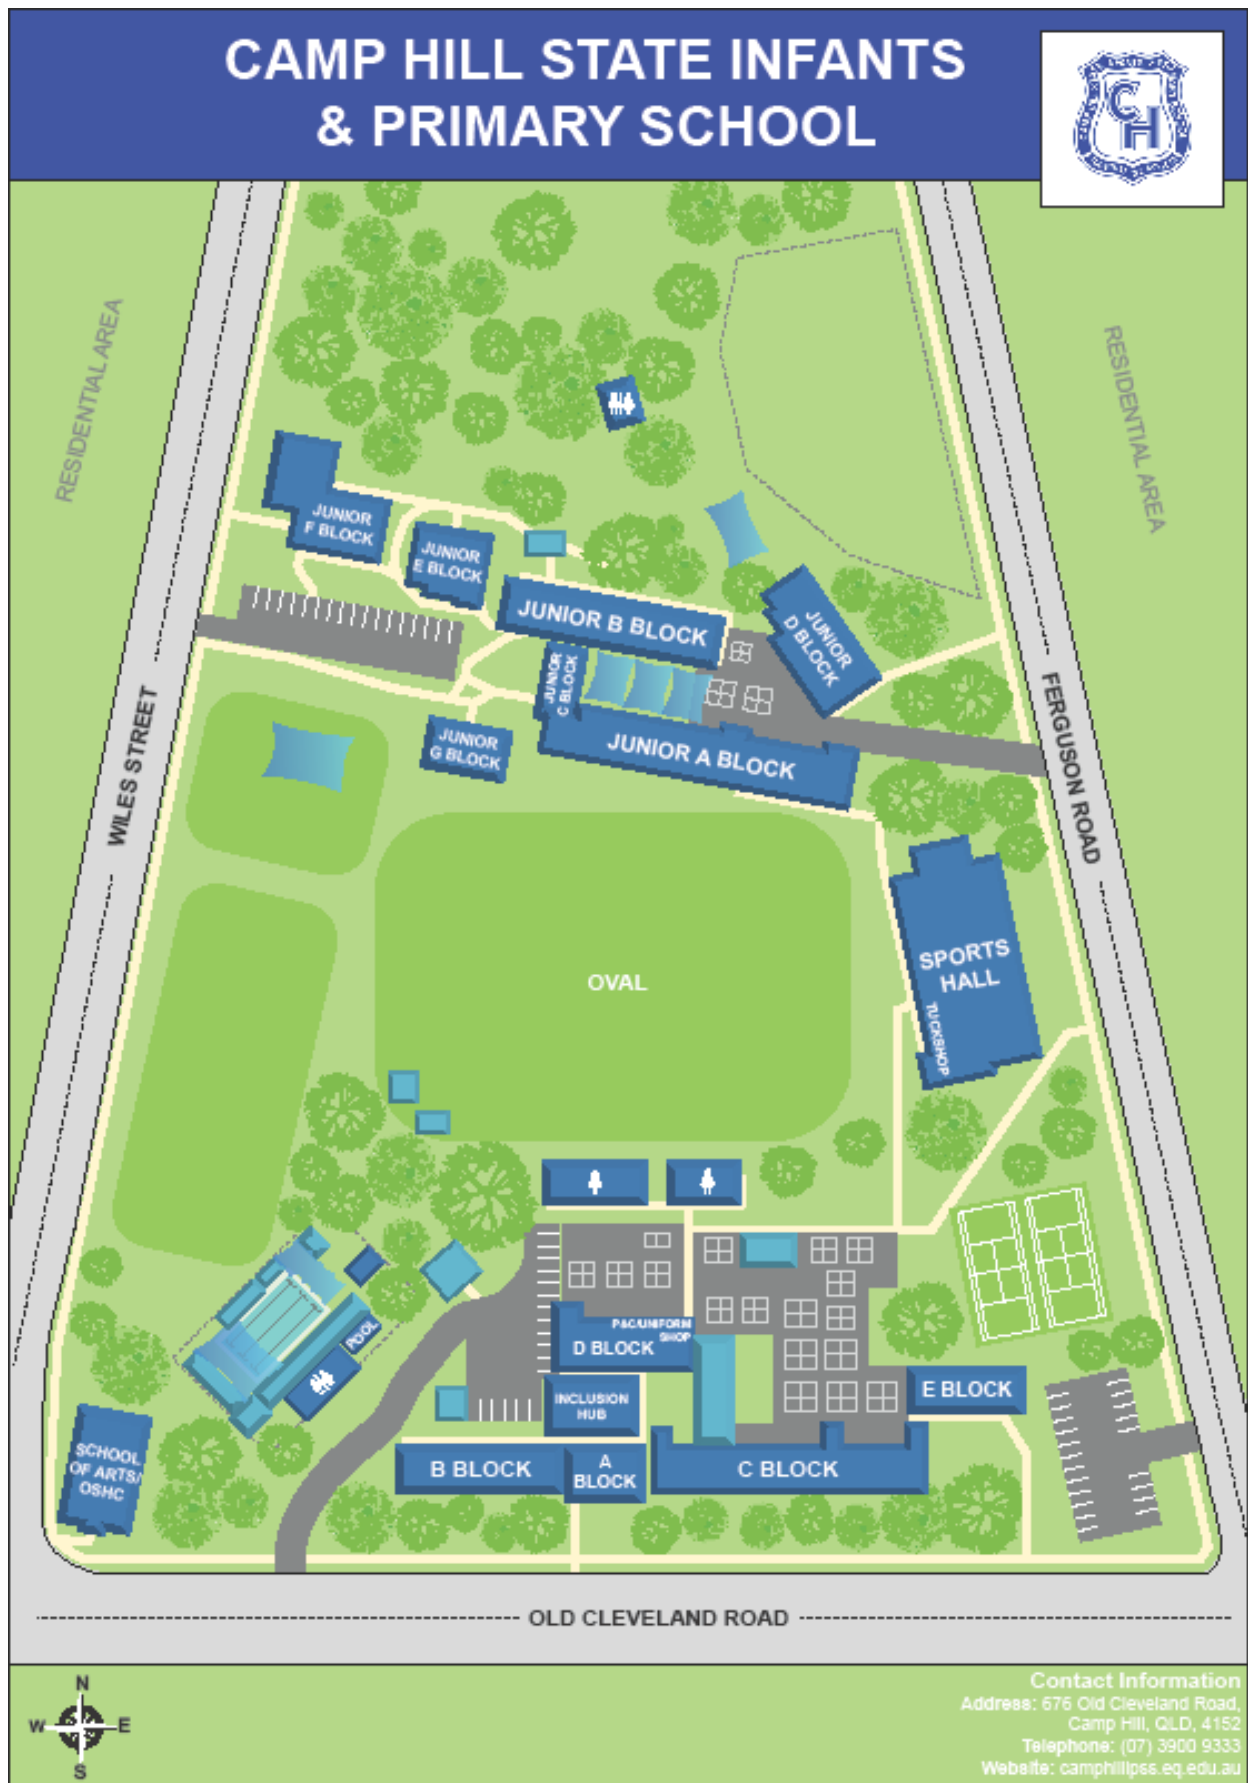 CAMP HILL STATE INFANTS
& PRIMARY SCHOOL
CH
RESIDENTIAL AREA
RESIDENTIAL AREA
JUNIOR
F BLOCK
JUNIOR
E BLOCK
JUNIOR B BLOCK
JUNIOR
D BLOCK
JUNIOR
C BLOCK
JUNIOR
G BLOCK
JUNIOR A BLOCK
WILES STREET
FERGUSON ROAD
SPORTS
HALL
TUCKSHOP
OVAL
POOL
P&C/UNIFORM
SHOP
D BLOCK
INCLUSION
HUB
E BLOCK
SCHOOL
OF ARTS/
OSHC
B BLOCK
A
BLOCK
C BLOCK
OLD CLEVELAND ROAD
N
W
E
S
Contact Information
Address: 676 Old Cleveland Road,
Camp Hill, QLD, 4152
Telephone: (07) 3900 9333
Website: camphillipss.eq.edu.au